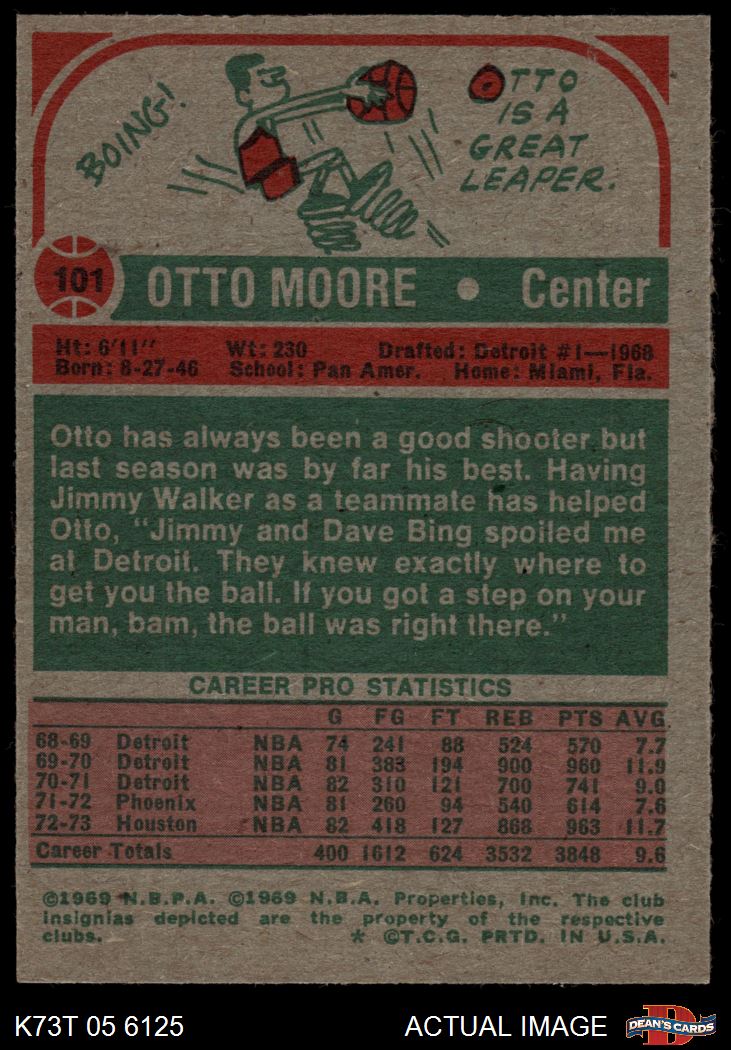 BOING!
OTTO
IS A
GREAT
LEAPER.
101 OTTO MOORE • Center
Ht: 6'11" Wt: 230 Drafted: Detroit #1—1968
Born: 8-27-46 School: Pan Amer. Home: Miami, Fla.
Otto has always been a good shooter but
last season was by far his best. Having
Jimmy Walker as a teammate has helped
Otto, "Jimmy and Dave Bing spoiled me
at Detroit. They knew exactly where to
get you the ball. If you got a step on your
man, bam, the ball was right there."
CAREER PRO STATISTICS
G FG FT REB PTS AVG.
68-69 Detroit NBA 74 241 88 524 570 7.7
69-70 Detroit NBA 81 383 194 900 960 11.9
70-71 Detroit NBA 82 310 121 700 741 9.0
71-72 Phoenix NBA 81 260 94 540 614 7.6
72-73 Houston NBA 82 418 127 868 963 11.7
Career Totals 400 1612 624 3532 3848 9.6
©1969 N.B.P.A. ©1969 N.B.A. Properties, Inc. The club
insignias depicted are the property of the respective
clubs. * ©T.C.G. PRTD. IN U.S.A.
K73T 05 6125 ACTUAL IMAGE DEAN'S CARDS